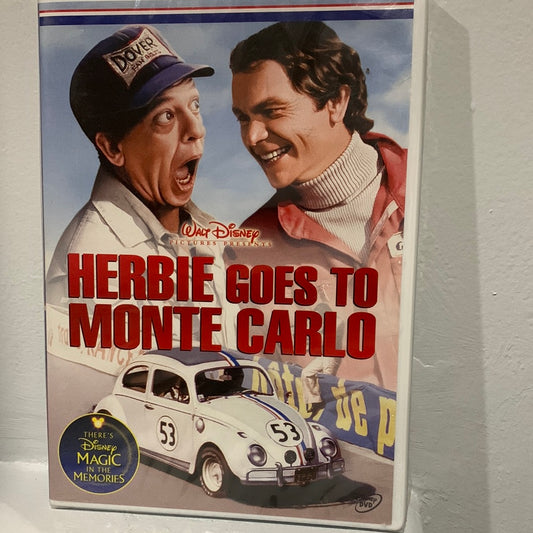 DOVER
WALT DISNEY
PICTURES PRESENTS
HERBIE GOES TO
MONTE CARLO
53
53
de p
THERE'S
Disney
MAGIC
IN THE
MEMORIES
DVD